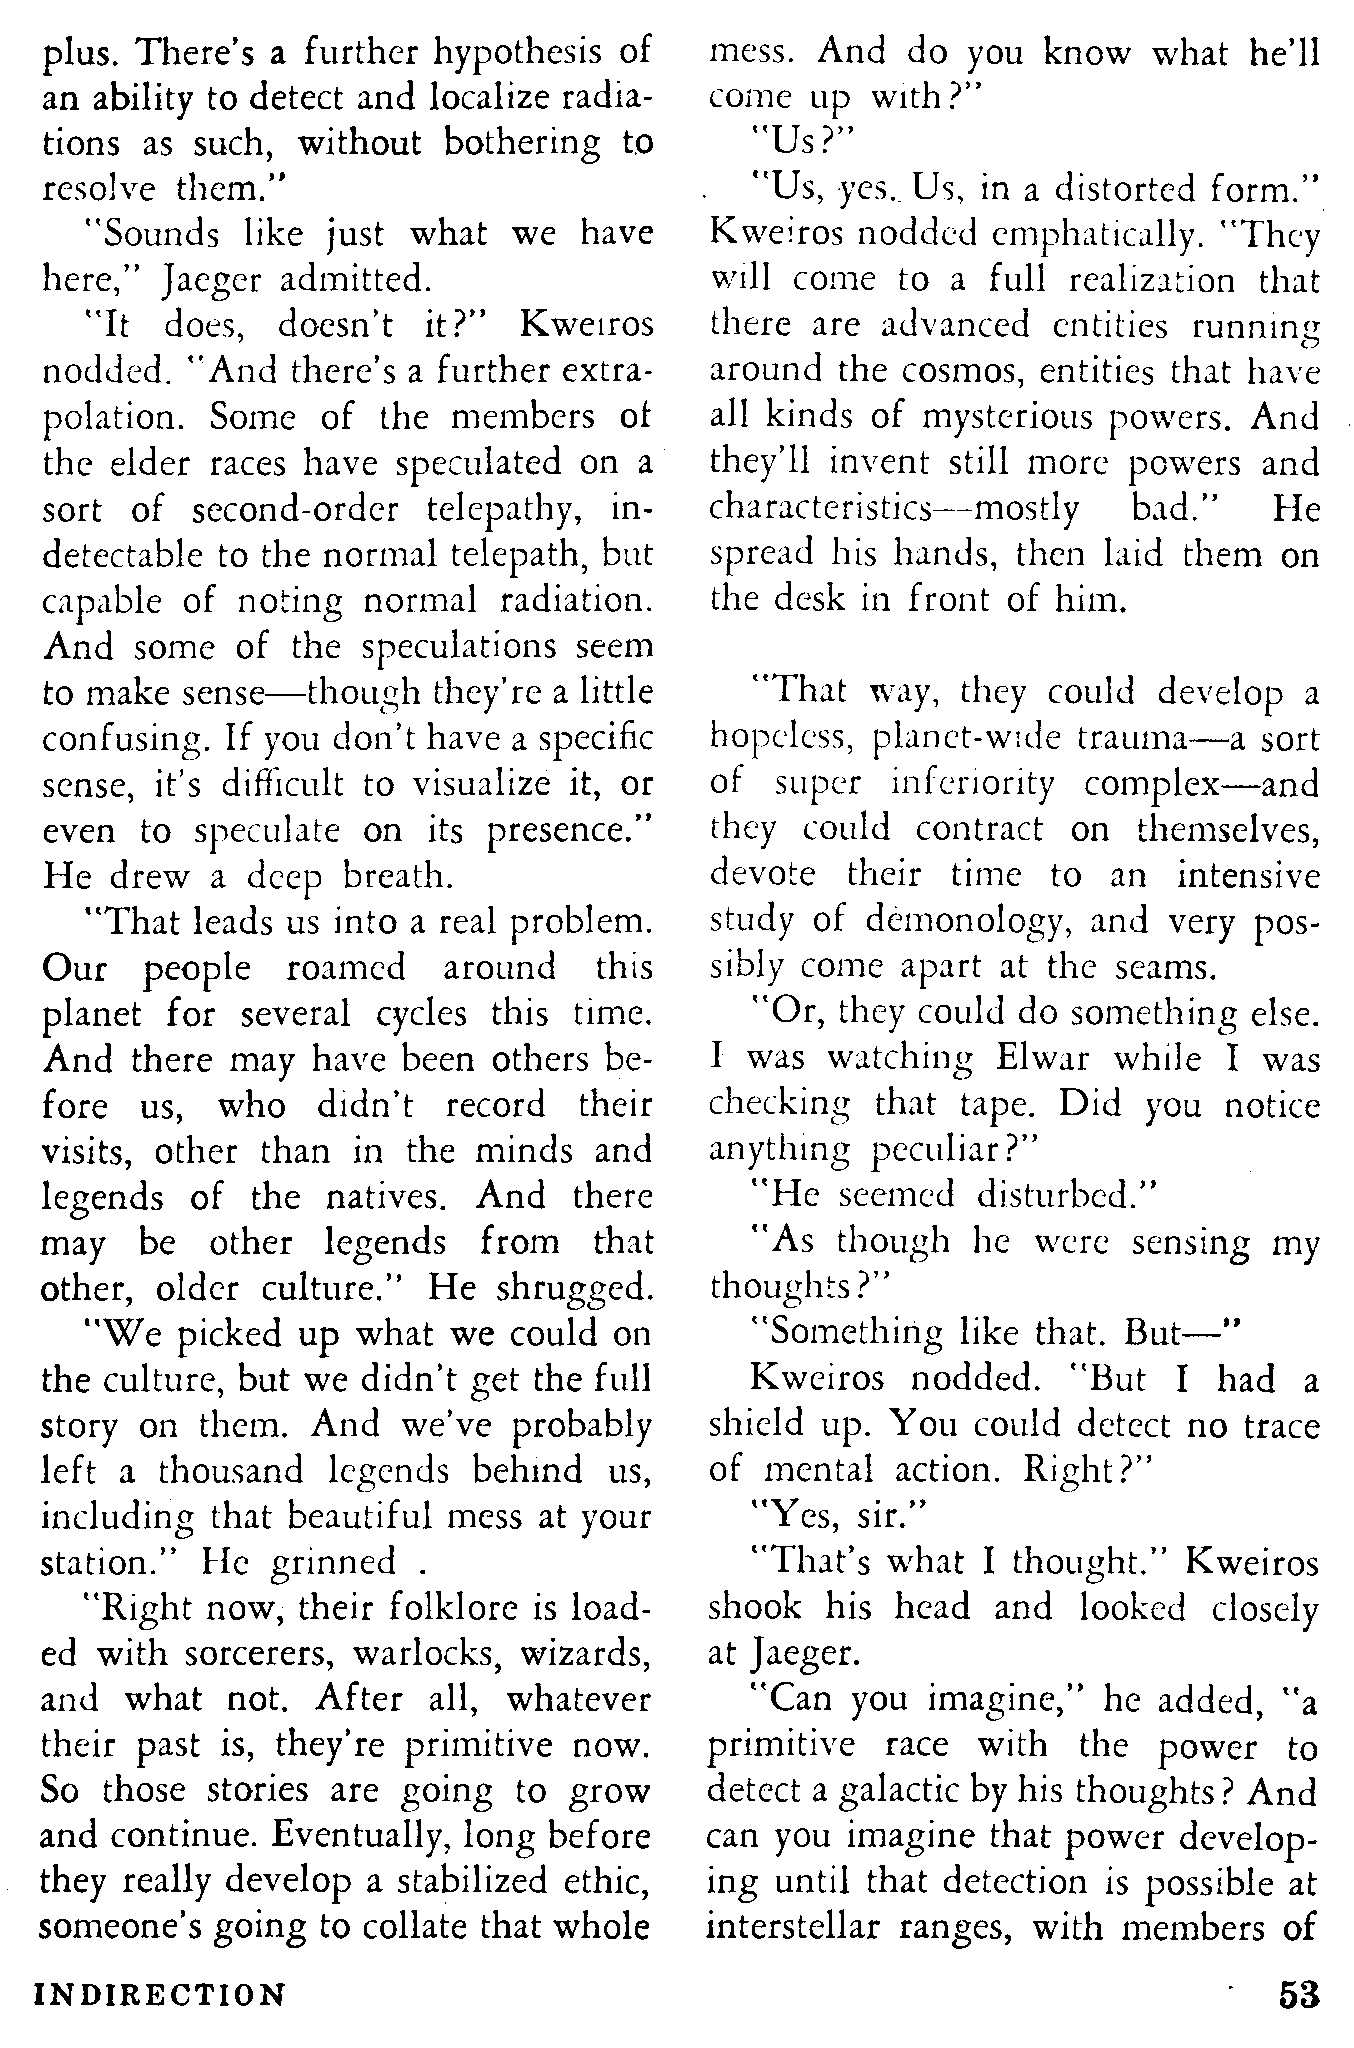 plus. There's a further hypothesis of
an ability to detect and localize radia-
tions as such, without bothering to
resolve them."
"Sounds like just what we have
here," Jaeger admitted.
"It does, doesn't it?" Kweiros
nodded. "And there's a further extra-
polation. Some of the members of
the elder races have speculated on a
sort of second-order telepathy, in-
detectable to the normal telepath, but
capable of noting normal radiation.
And some of the speculations seem
to make sense—though they're a little
confusing. If you don't have a specific
sense, it's difficult to visualize it, or
even to speculate on its presence."
He drew a deep breath.
"That leads us into a real problem.
Our people roamed around this
planet for several cycles this time.
And there may have been others be-
fore us, who didn't record their
visits, other than in the minds and
legends of the natives. And there
may be other legends from that
other, older culture." He shrugged.
"We picked up what we could on
the culture, but we didn't get the full
story on them. And we've probably
left a thousand legends behind us,
including that beautiful mess at your
station." He grinned .
"Right now, their folklore is load-
ed with sorcerers, warlocks, wizards,
and what not. After all, whatever
their past is, they're primitive now.
So those stories are going to grow
and continue. Eventually, long before
they really develop a stabilized ethic,
someone's going to collate that whole
mess. And do you know what he'll
come up with?"
"Us?"
"Us, yes. Us, in a distorted form."
Kweiros nodded emphatically. "They
will come to a full realization that
there are advanced entities running
around the cosmos, entities that have
all kinds of mysterious powers. And
they'll invent still more powers and
characteristics—mostly bad." He
spread his hands, then laid them on
the desk in front of him.
"That way, they could develop a
hopeless, planet-wide trauma—a sort
of super inferiority complex—and
they could contract on themselves,
devote their time to an intensive
study of demonology, and very pos-
sibly come apart at the seams.
"Or, they could do something else.
I was watching Elwar while I was
checking that tape. Did you notice
anything peculiar?"
"He seemed disturbed."
"As though he were sensing my
thoughts?"
"Something like that. But—"
Kweiros nodded. "But I had a
shield up. You could detect no trace
of mental action. Right?"
"Yes, sir."
"That's what I thought." Kweiros
shook his head and looked closely
at Jaeger.
"Can you imagine," he added, "a
primitive race with the power to
detect a galactic by his thoughts? And
can you imagine that power develop-
ing until that detection is possible at
interstellar ranges, with members of
INDIRECTION 53